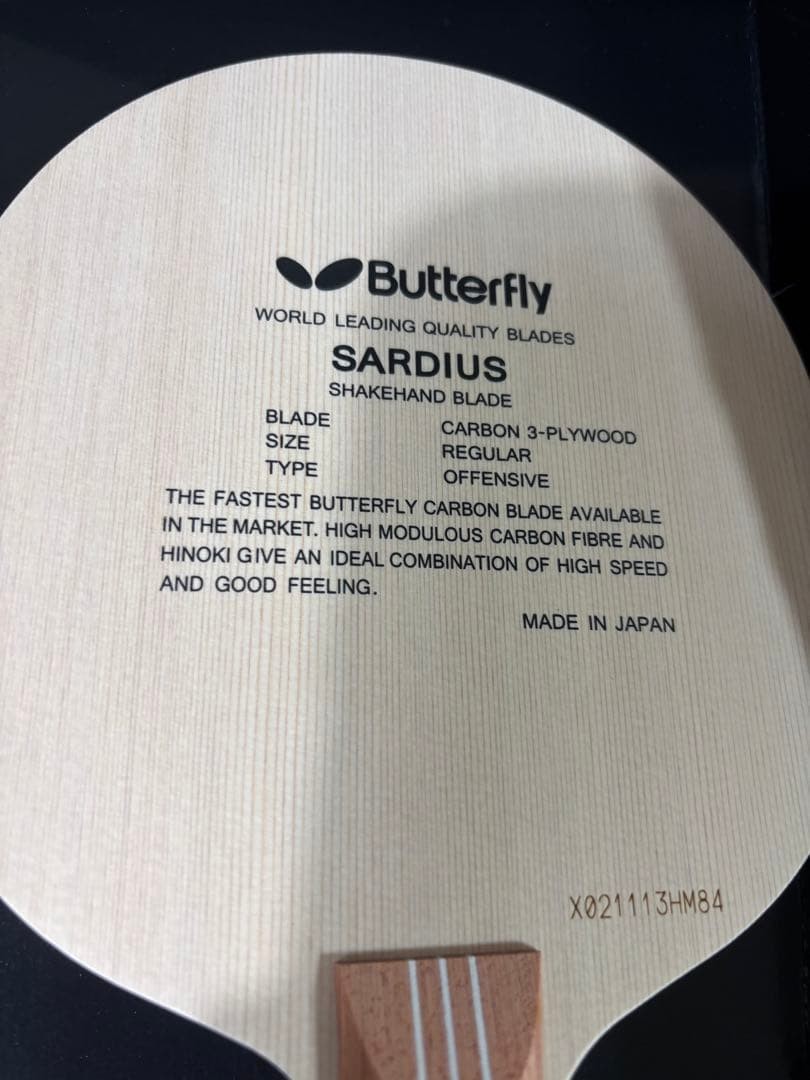 Butterfly
WORLD LEADING QUALITY BLADES
SARDIUS
SHAKEHAND BLADE
BLADE CARBON 3-PLYWOOD
SIZE REGULAR
TYPE OFFENSIVE
THE FASTEST BUTTERFLY CARBON BLADE AVAILABLE
IN THE MARKET. HIGH MODULOUS CARBON FIBRE AND
HINOKI GIVE AN IDEAL COMBINATION OF HIGH SPEED
AND GOOD FEELING.
MADE IN JAPAN
X021113HM84